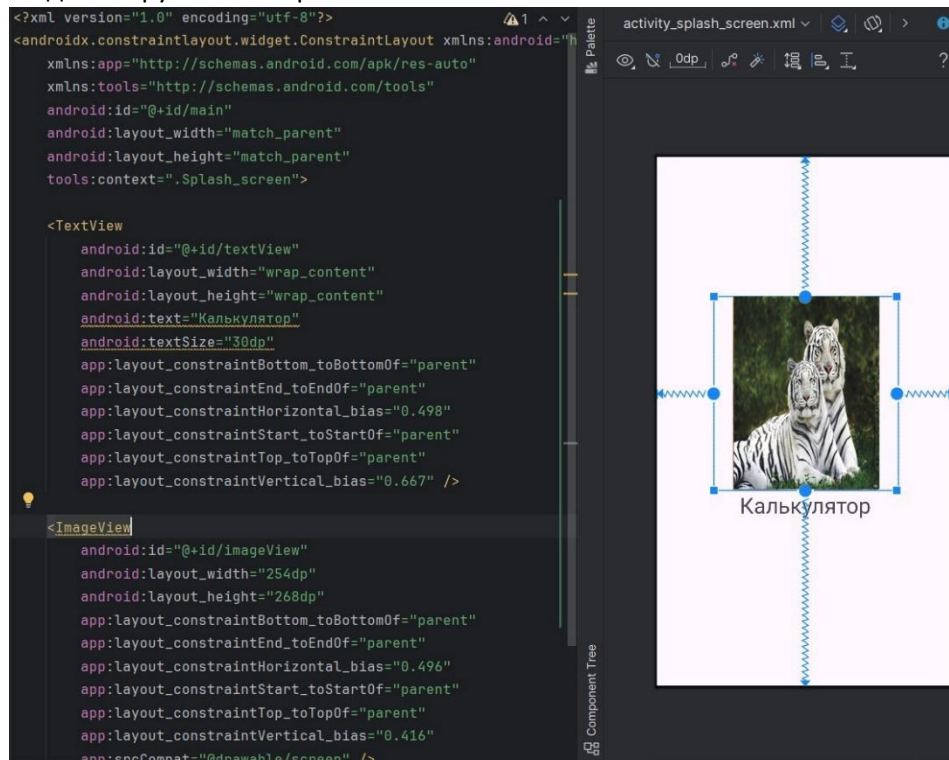 <?xml version="1.0" encoding="utf-8"?>
1
<androidx.constraintlayout.widget.ConstraintLayout xmlns:android="h
xmlns:app="http://schemas.android.com/apk/res-auto"
xmlns:tools="http://schemas.android.com/tools"
android:id="@+id/main"
android:layout_width="match_parent"
android:layout_height="match_parent"
tools:context=".Splash_screen">
<TextView
android:id="@+id/textView"
android:layout_width="wrap_content"
android:layout_height="wrap_content"
android:text="Калькулятор"
android:textSize="30dp"
app:layout_constraintBottom_toBottomOf="parent"
app:layout_constraintEnd_toEndOf="parent"
app:layout_constraintHorizontal_bias="0.498"
app:layout_constraintStart_toStartOf="parent"
app:layout_constraintTop_toTopOf="parent"
app:layout_constraintVertical_bias="0.667" />
<ImageView
android:id="@+id/imageView"
android:layout_width="254dp"
android:layout_height="268dp"
app:layout_constraintBottom_toBottomOf="parent"
app:layout_constraintEnd_toEndOf="parent"
app:layout_constraintHorizontal_bias="0.496"
app:layout_constraintStart_toStartOf="parent"
app:layout_constraintTop_toTopOf="parent"
app:layout_constraintVertical_bias="0.416"
app:srcCompat="@drawable/screen" />
Palette
Component Tree
activity_splash_screen.xml
0dp
?
Калькулятор